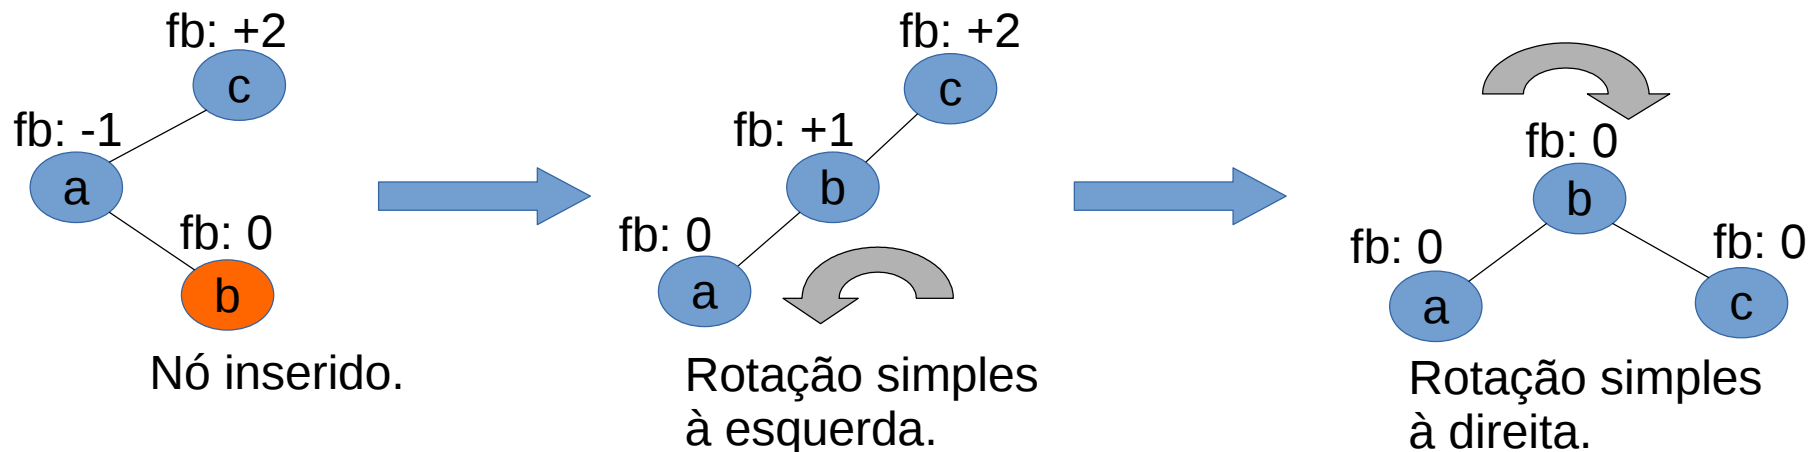 fb: +2
c
fb: -1
a
fb: 0
b
Nó inserido.
fb: +2
c
fb: +1
b
fb: 0
a
Rotação simples
à esquerda.
fb: 0
b
fb: 0
a
fb: 0
c
Rotação simples
à direita.